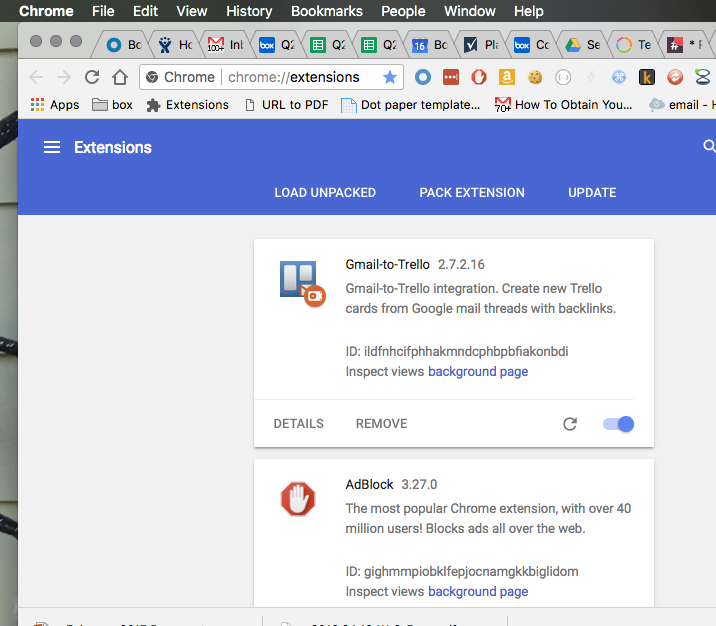 Chrome File Edit View History Bookmarks People Window Help
Bo Ho 100+ Inl box Q2 Q2 Q2 16 Bo Pla box Co Se Te # * F
Chrome chrome://extensions
Apps box Extensions URL to PDF Dot paper template... 70+ How To Obtain You... email - H
Extensions
LOAD UNPACKED PACK EXTENSION UPDATE
Gmail-to-Trello 2.7.2.16
Gmail-to-Trello integration. Create new Trello
cards from Google mail threads with backlinks.
ID: ildfnhcifphhakmndcphbpbfiakonbdi
Inspect views background page
DETAILS REMOVE
AdBlock 3.27.0
The most popular Chrome extension, with over 40
million users! Blocks ads all over the web.
ID: gighmmpiobklfepjocnamgkkbiglidom
Inspect views background page